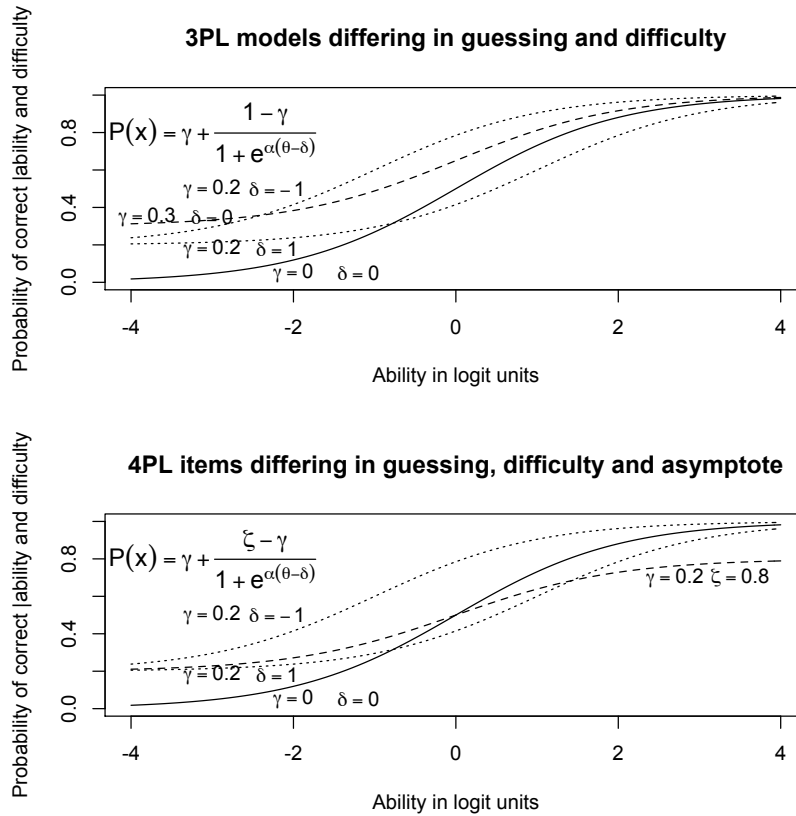 3PL models differing in guessing and difficulty
Probability of correct |ability and difficulty
0.0 0.4 0.8
P(x) = γ + (1 − γ) / (1 + e^α(θ−δ))
γ = 0.2 δ = − 1
γ = 0.3 δ = 0
γ = 0.2 δ = 1
γ = 0 δ = 0
-4 -2 0 2 4
Ability in logit units
4PL items differing in guessing, difficulty and asymptote
Probability of correct |ability and difficulty
0.0 0.4 0.8
P(x) = γ + (ζ − γ) / (1 + e^α(θ−δ))
γ = 0.2 ζ = 0.8
γ = 0.2 δ = − 1
γ = 0.2 δ = 1
γ = 0 δ = 0
-4 -2 0 2 4
Ability in logit units